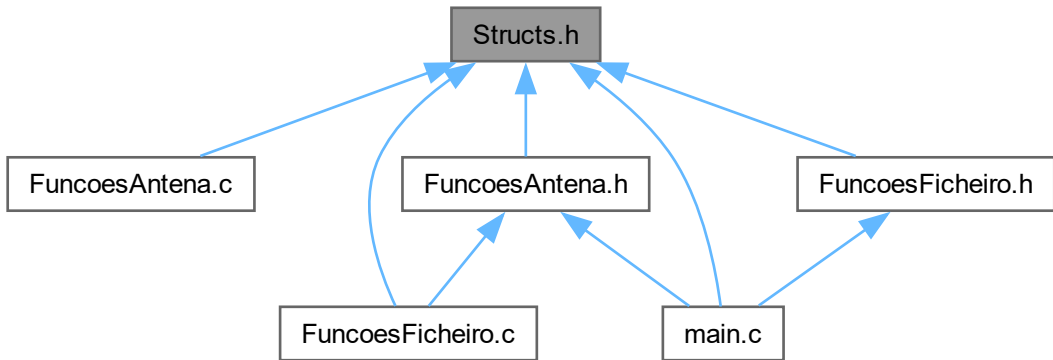 Structs.h
FuncoesAntena.c
FuncoesAntena.h
FuncoesFicheiro.h
FuncoesFicheiro.c
main.c